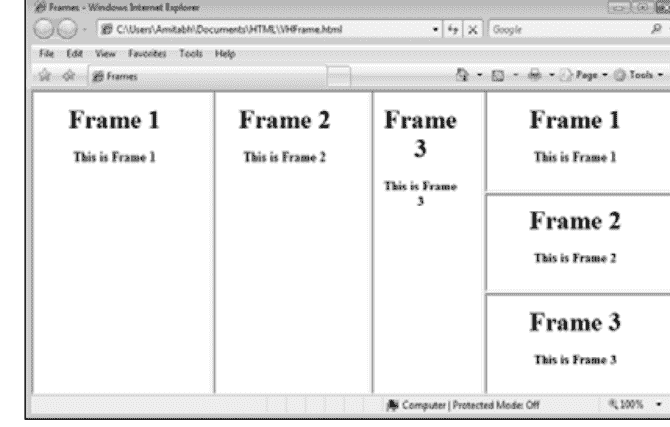 Frames - Windows Internet Explorer
C:\Users\Amitabh\Documents\HTML\VHFrame.html
Google
File Edit View Favorites Tools Help
Frames
Page Tools
Frame 1
This is Frame 1
Frame 2
This is Frame 2
Frame
3
This is Frame
3
Frame 1
This is Frame 1
Frame 2
This is Frame 2
Frame 3
This is Frame 3
Computer | Protected Mode: Off
100%